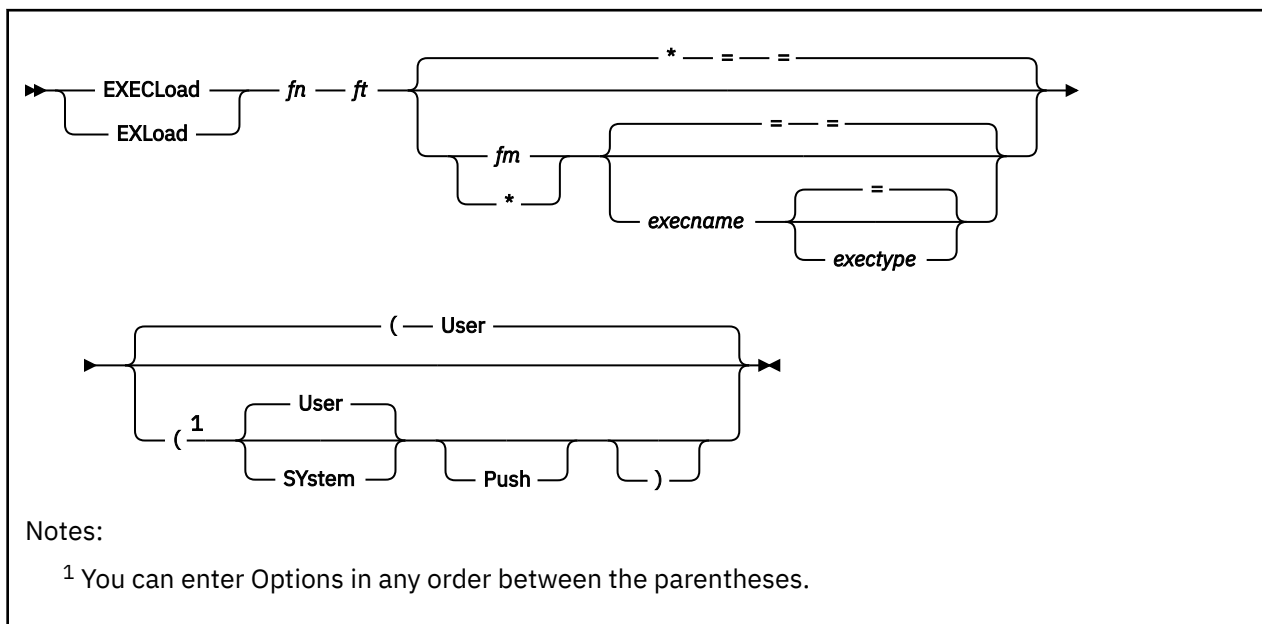 * = =
EXECLoad fn ft
EXLoad
= =
fm
*
=
execname
exectype
( User
User
( 1
SYstem Push )
Notes:
1 You can enter Options in any order between the parentheses.